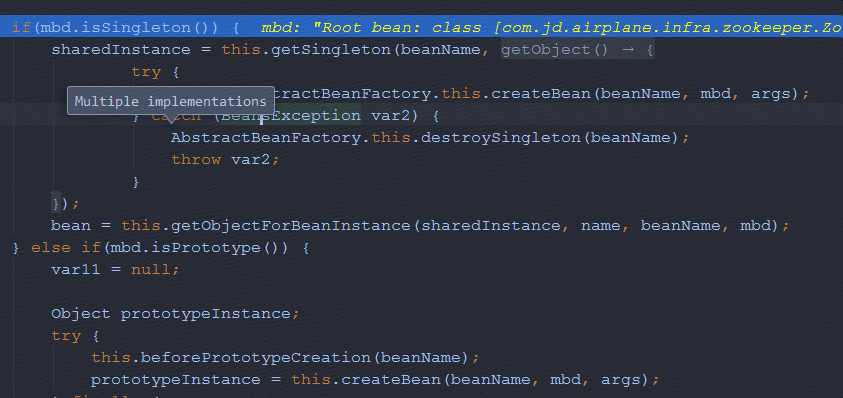 if(mbd.isSingleton()) { mbd: "Root bean: class [com.jd.airplane.infra.zookeeper.Zo
sharedInstance = this.getSingleton(beanName, getObject() → {
try {
Multiple implementations
tractBeanFactory.this.createBean(beanName, mbd, args);
} catch (BeansException var2) {
AbstractBeanFactory.this.destroySingleton(beanName);
throw var2;
}
});
bean = this.getObjectForBeanInstance(sharedInstance, name, beanName, mbd);
} else if(mbd.isPrototype()) {
var11 = null;
Object prototypeInstance;
try {
this.beforePrototypeCreation(beanName);
prototypeInstance = this.createBean(beanName, mbd, args);